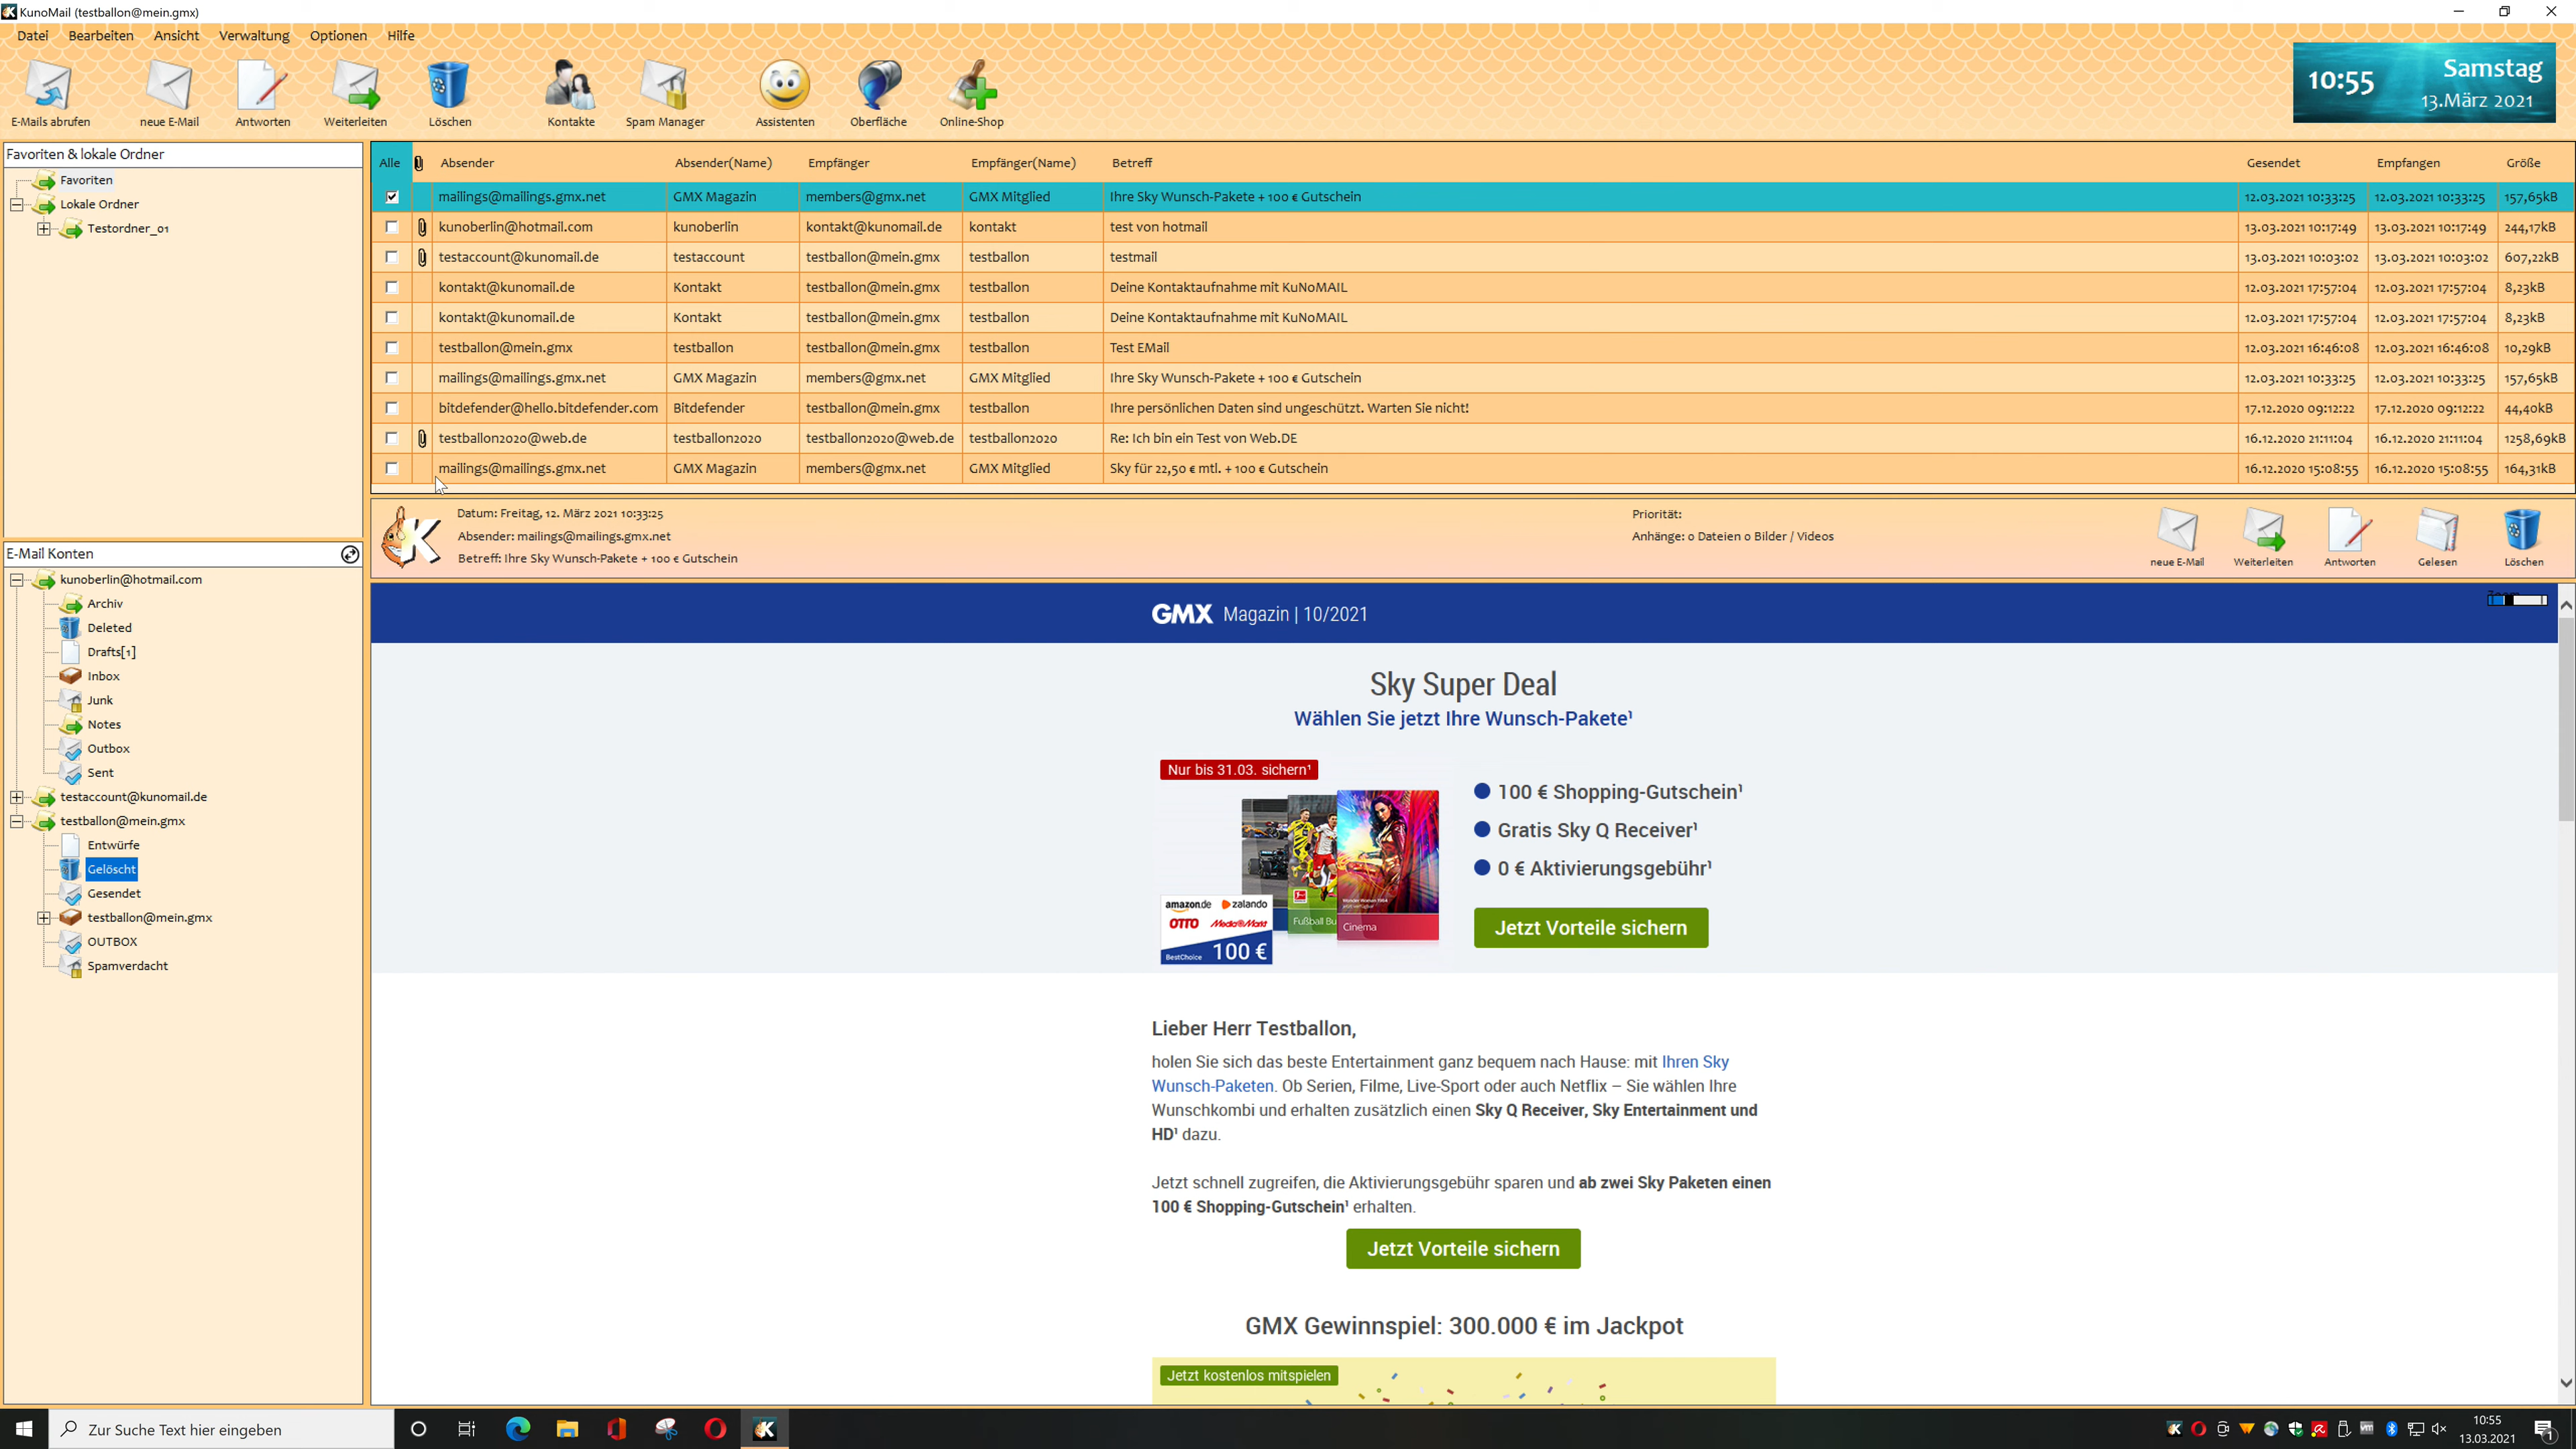 KunoMail (testballon@mein.gmx)
Datei Bearbeiten Ansicht Verwaltung Optionen Hilfe
E-Mails abrufen neue E-Mail Antworten Weiterleiten Löschen Kontakte Spam Manager Assistenten Oberfläche Online-Shop
10:55 Samstag
13.März 2021
Favoriten & lokale Ordner
Favoriten
Lokale Ordner
Testordner_01
Alle Absender Absender(Name) Empfänger Empfänger(Name) Betreff Gesendet Empfangen Größe
mailings@mailings.gmx.net GMX Magazin members@gmx.net GMX Mitglied Ihre Sky Wunsch-Pakete + 100 € Gutschein 12.03.2021 10:33:25 12.03.2021 10:33:25 157,65kB
kunoberlin@hotmail.com kunoberlin kontakt@kunomail.de kontakt test von hotmail 13.03.2021 10:17:49 13.03.2021 10:17:49 244,17kB
testaccount@kunomail.de testaccount testballon@mein.gmx testballon testmail 13.03.2021 10:03:02 13.03.2021 10:03:02 607,22kB
kontakt@kunomail.de Kontakt testballon@mein.gmx testballon Deine Kontaktaufnahme mit KuNoMAIL 12.03.2021 17:57:04 12.03.2021 17:57:04 8,23kB
kontakt@kunomail.de Kontakt testballon@mein.gmx testballon Deine Kontaktaufnahme mit KuNoMAIL 12.03.2021 17:57:04 12.03.2021 17:57:04 8,23kB
testballon@mein.gmx testballon testballon@mein.gmx testballon Test EMail 12.03.2021 16:46:08 12.03.2021 16:46:08 10,29kB
mailings@mailings.gmx.net GMX Magazin members@gmx.net GMX Mitglied Ihre Sky Wunsch-Pakete + 100 € Gutschein 12.03.2021 10:33:25 12.03.2021 10:33:25 157,65kB
bitdefender@hello.bitdefender.com Bitdefender testballon@mein.gmx testballon Ihre persönlichen Daten sind ungeschützt. Warten Sie nicht! 17.12.2020 09:12:22 17.12.2020 09:12:22 44,40kB
testballon2020@web.de testballon2020 testballon2020@web.de testballon2020 Re: Ich bin ein Test von Web.DE 16.12.2020 21:11:04 16.12.2020 21:11:04 1258,69kB
mailings@mailings.gmx.net GMX Magazin members@gmx.net GMX Mitglied Sky für 22,50 € mtl. + 100 € Gutschein 16.12.2020 15:08:55 16.12.2020 15:08:55 164,31kB
K
Datum: Freitag, 12. März 2021 10:33:25
Absender: mailings@mailings.gmx.net
Betreff: Ihre Sky Wunsch-Pakete + 100 € Gutschein
Priorität:
Anhänge: 0 Dateien 0 Bilder / Videos
neue E-Mail Weiterleiten Antworten Gelesen Löschen
E-Mail Konten
kunoberlin@hotmail.com
Archiv
Deleted
Drafts[1]
Inbox
Junk
Notes
Outbox
Sent
testaccount@kunomail.de
testballon@mein.gmx
Entwürfe
Gelöscht
Gesendet
testballon@mein.gmx
OUTBOX
Spamverdacht
GMX Magazin | 10/2021
Sky Super Deal
Wählen Sie jetzt Ihre Wunsch-Pakete¹
Nur bis 31.03. sichern¹
amazon.de zalando
OTTO MediaMarkt
BestChoice 100 €
Fußball Bu
Cinema
100 € Shopping-Gutschein¹
Gratis Sky Q Receiver¹
0 € Aktivierungsgebühr¹
Jetzt Vorteile sichern
Lieber Herr Testballon,
holen Sie sich das beste Entertainment ganz bequem nach Hause: mit Ihren Sky
Wunsch-Paketen. Ob Serien, Filme, Live-Sport oder auch Netflix – Sie wählen Ihre
Wunschkombi und erhalten zusätzlich einen Sky Q Receiver, Sky Entertainment und
HD¹ dazu.
Jetzt schnell zugreifen, die Aktivierungsgebühr sparen und ab zwei Sky Paketen einen
100 € Shopping-Gutschein¹ erhalten.
Jetzt Vorteile sichern
GMX Gewinnspiel: 300.000 € im Jackpot
Jetzt kostenlos mitspielen
Zur Suche Text hier eingeben
10:55
13.03.2021
1